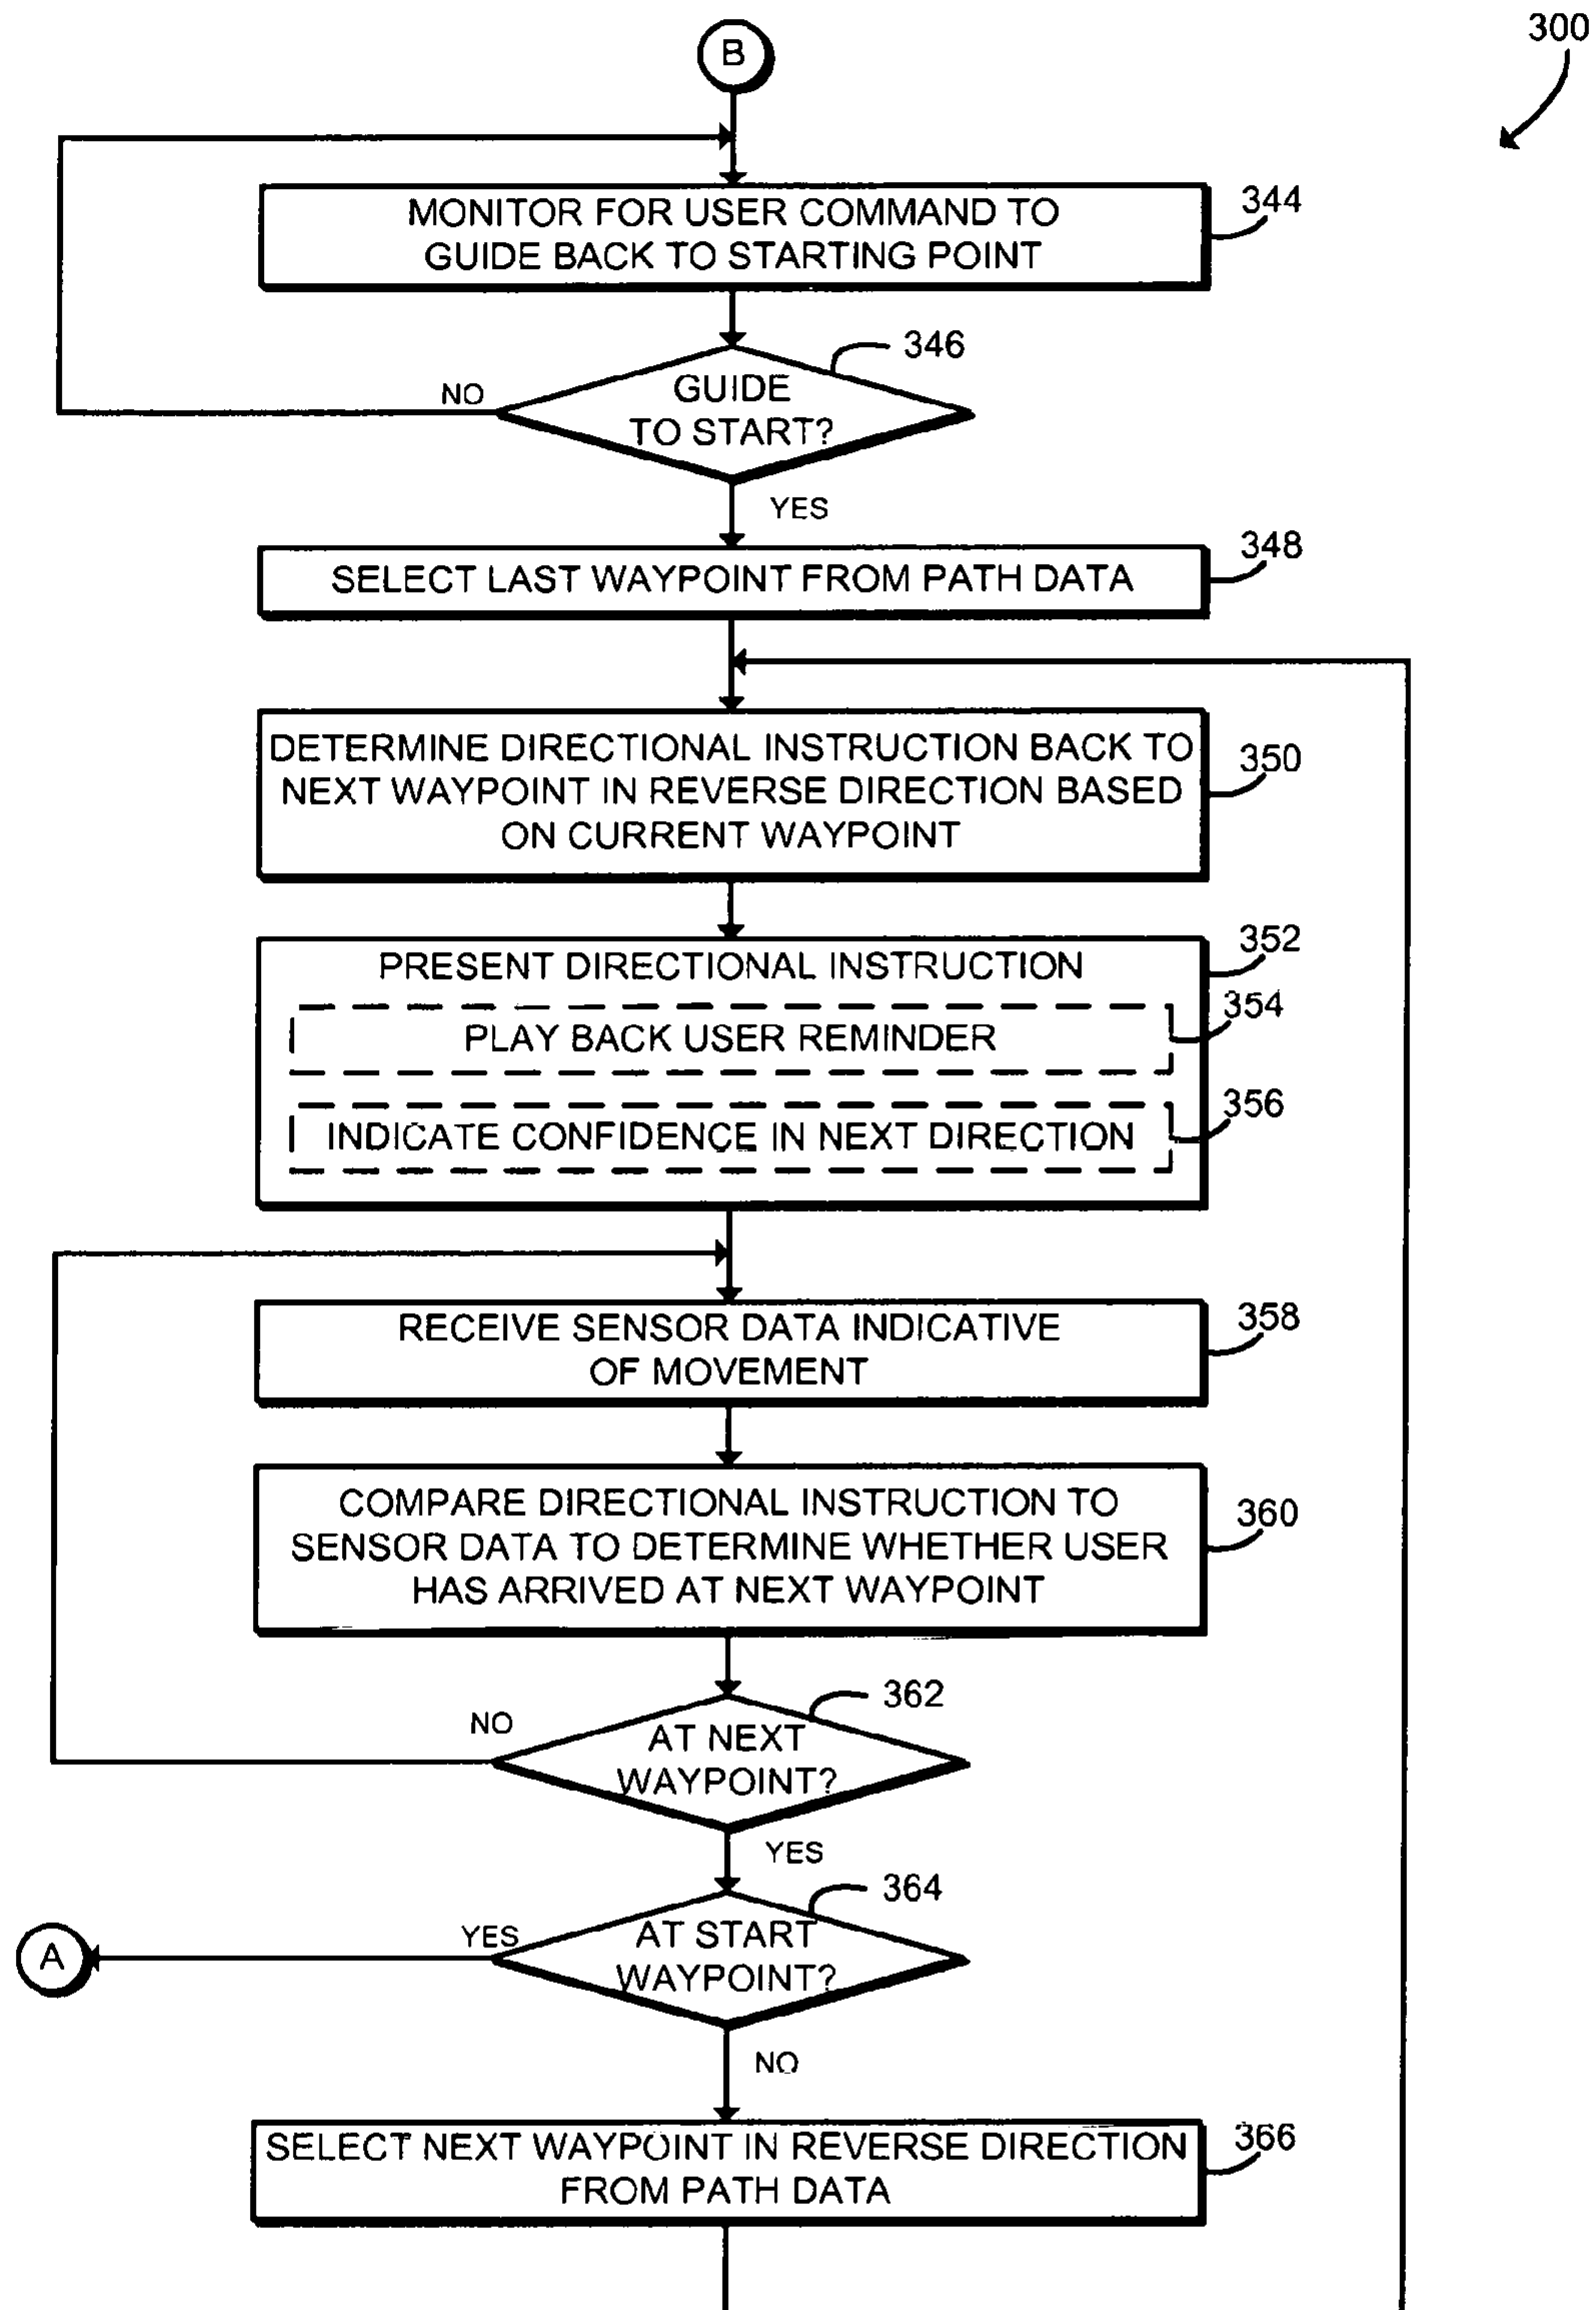 B
300
MONITOR FOR USER COMMAND TO
GUIDE BACK TO STARTING POINT
344
346
GUIDE
TO START?
NO
YES
SELECT LAST WAYPOINT FROM PATH DATA
348
DETERMINE DIRECTIONAL INSTRUCTION BACK TO
NEXT WAYPOINT IN REVERSE DIRECTION BASED
ON CURRENT WAYPOINT
350
PRESENT DIRECTIONAL INSTRUCTION
352
PLAY BACK USER REMINDER
354
INDICATE CONFIDENCE IN NEXT DIRECTION
356
RECEIVE SENSOR DATA INDICATIVE
OF MOVEMENT
358
COMPARE DIRECTIONAL INSTRUCTION TO
SENSOR DATA TO DETERMINE WHETHER USER
HAS ARRIVED AT NEXT WAYPOINT
360
362
NO
AT NEXT
WAYPOINT?
YES
364
A
YES
AT START
WAYPOINT?
NO
SELECT NEXT WAYPOINT IN REVERSE DIRECTION
FROM PATH DATA
366